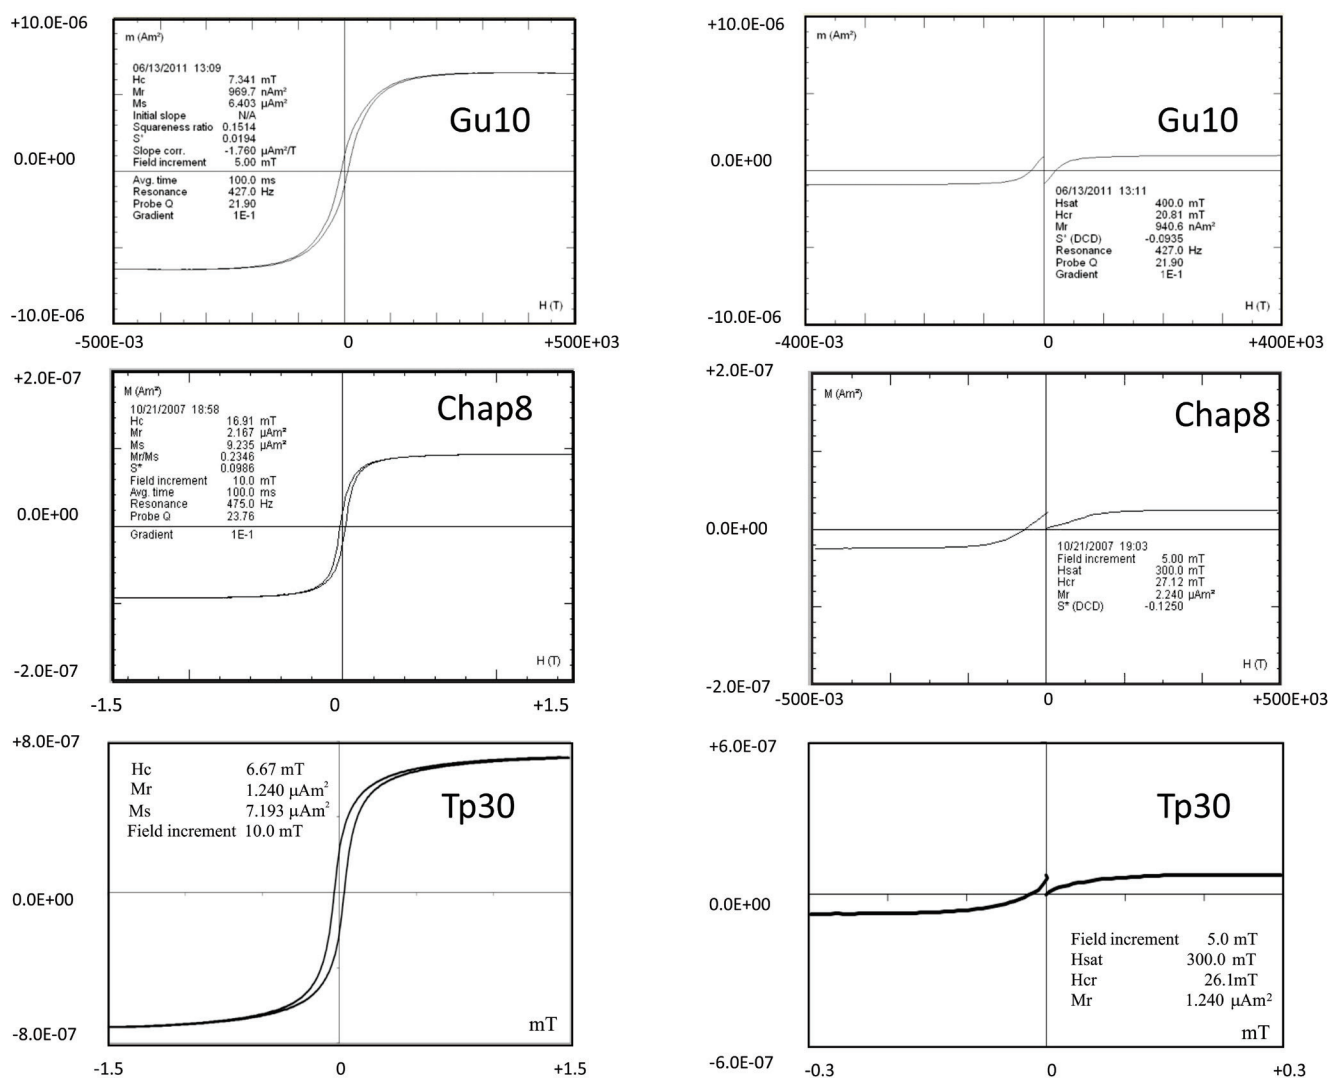 +10.0E-06
m (Am²)
06/13/2011 13:09
Hc 7.341 mT
Mr 969.7 nAm²
Ms 6.403 µAm²
Initial slope N/A
Squareness ratio 0.1514
S' 0.0194
Slope corr. -1.760 µAm²/T
Field increment 5.00 mT
Avg. time 100.0 ms
Resonance 427.0 Hz
Probe Q 21.90
Gradient 1E-1
Gu10
0.0E+00
H (T)
-10.0E-06
-500E-03 0 +500E+03
+10.0E-06
m (Am²)
Gu10
0.0E+00
06/13/2011 13:11
Hsat 400.0 mT
Hcr 20.81 mT
Mr 940.6 nAm²
S' (DCD) -0.0935
Resonance 427.0 Hz
Probe Q 21.90
Gradient 1E-1
H (T)
-10.0E-06
-400E-03 0 +400E+03
+2.0E-07
M (Am²)
10/21/2007 18:58
Hc 16.91 mT
Mr 2.167 µAm²
Ms 9.235 µAm²
Mr/Ms 0.2346
S* 0.0986
Field increment 10.0 mT
Avg. time 100.0 ms
Resonance 475.0 Hz
Probe Q 23.76
Gradient 1E-1
Chap8
0.0E+00
H (T)
-2.0E-07
-1.5 0 +1.5
+2.0E-07
M (Am²)
Chap8
0.0E+00
10/21/2007 19:03
Field increment 5.00 mT
Hsat 300.0 mT
Hcr 27.12 mT
Mr 2.240 µAm²
S* (DCD) -0.1250
H (T)
-2.0E-07
-500E-03 0 +500E+03
+8.0E-07
Hc 6.67 mT
Mr 1.240 µAm²
Ms 7.193 µAm²
Field increment 10.0 mT
Tp30
0.0E+00
mT
-8.0E-07
-1.5 0 +1.5
+6.0E-07
Tp30
0.0E+00
Field increment 5.0 mT
Hsat 300.0 mT
Hcr 26.1mT
Mr 1.240 µAm²
mT
-6.0E-07
-0.3 0 +0.3